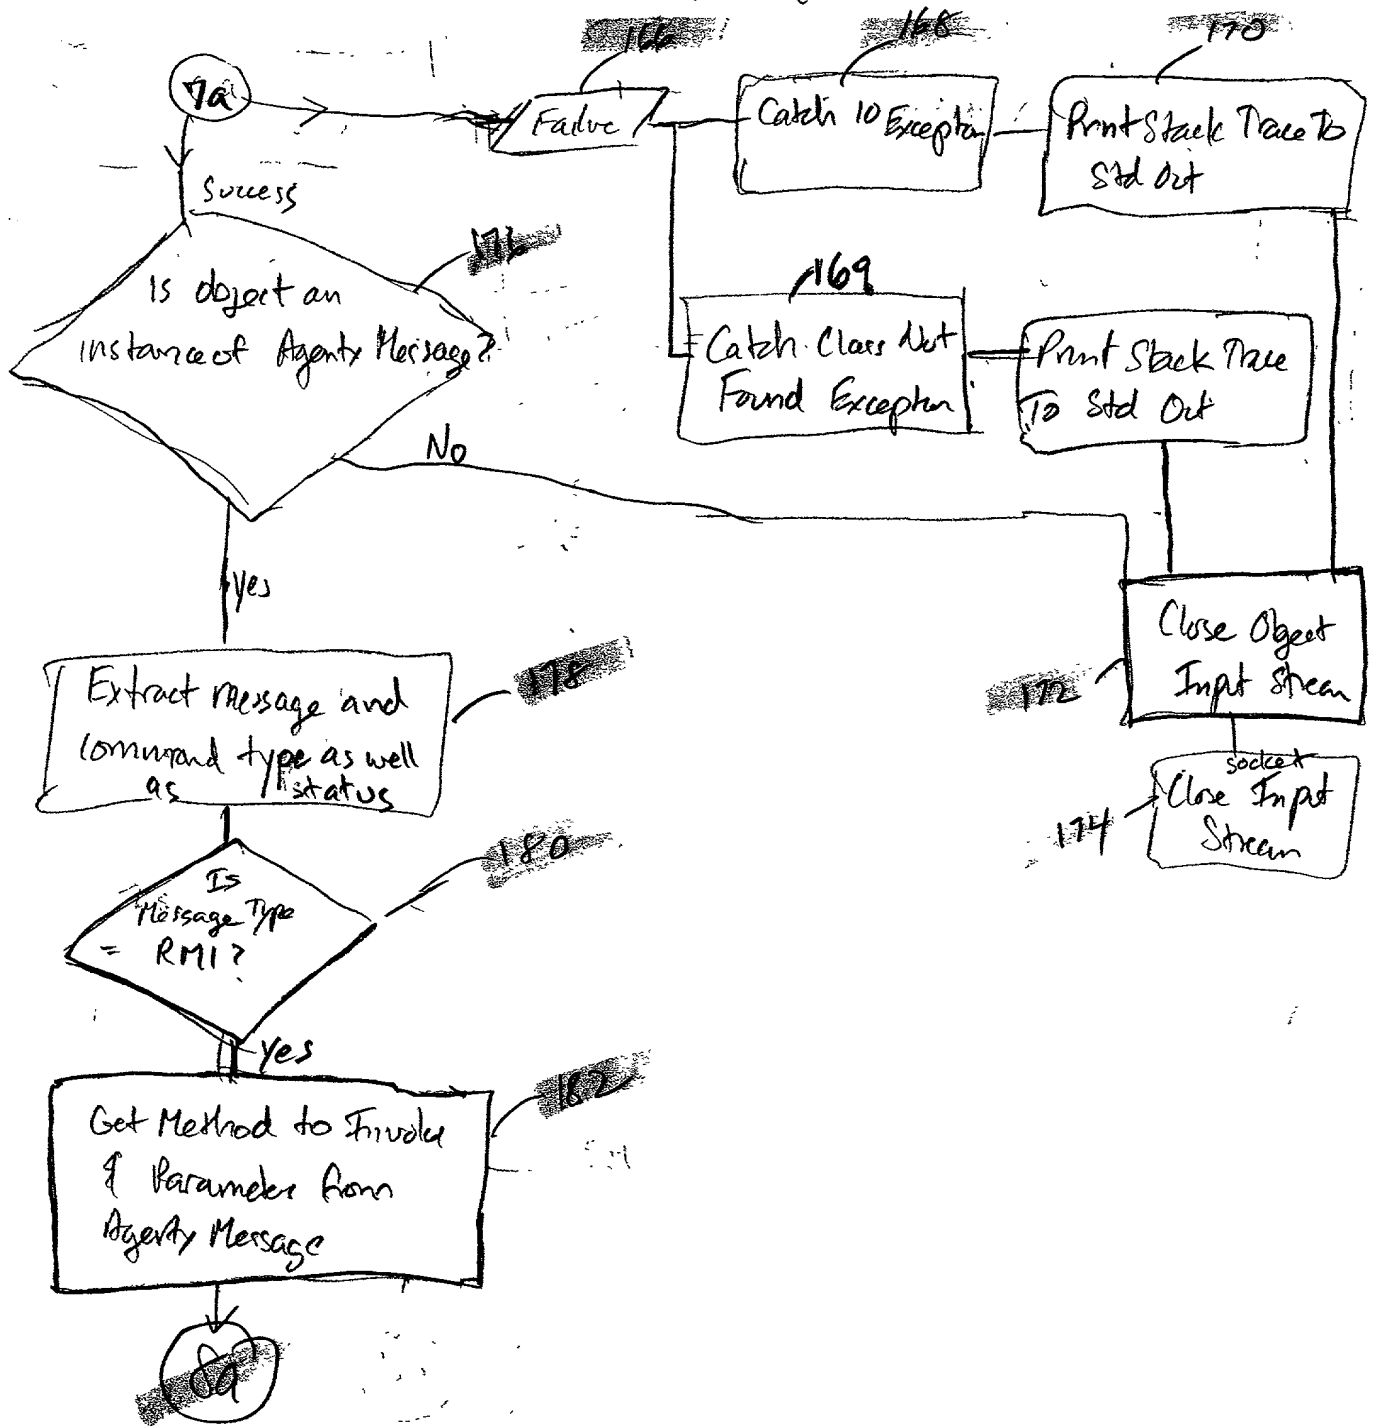 7a
166
Failure
168
Catch IO Exception
170
Print Stack Trace To
Std Out
Success
176
Is object an
instance of Agenty Message?
169
Catch Class Not
Found Exception
Print Stack Trace
To Std Out
No
Yes
Close Object
Input Stream
172
178
Extract message and
command type as well
as status
socket
Close Input
Stream
174
180
Is
Message Type
= RMI?
Yes
182
Get Method to Invoke
& Parameter from
Agenty Message
8a